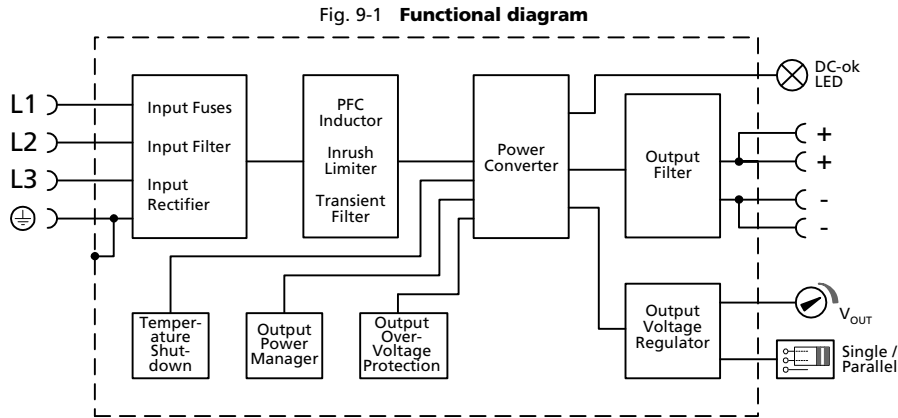 Fig. 9-1 Functional diagram
L1
L2
L3
Input Fuses
Input Filter
Input
Rectifier
PFC
Inductor
Inrush
Limiter
Transient
Filter
Power
Converter
Output
Filter
DC-ok
LED
+
+
-
-
Temper-
ature
Shut-
down
Output
Power
Manager
Output
Over-
Voltage
Protection
Output
Voltage
Regulator
VOUT
Single /
Parallel